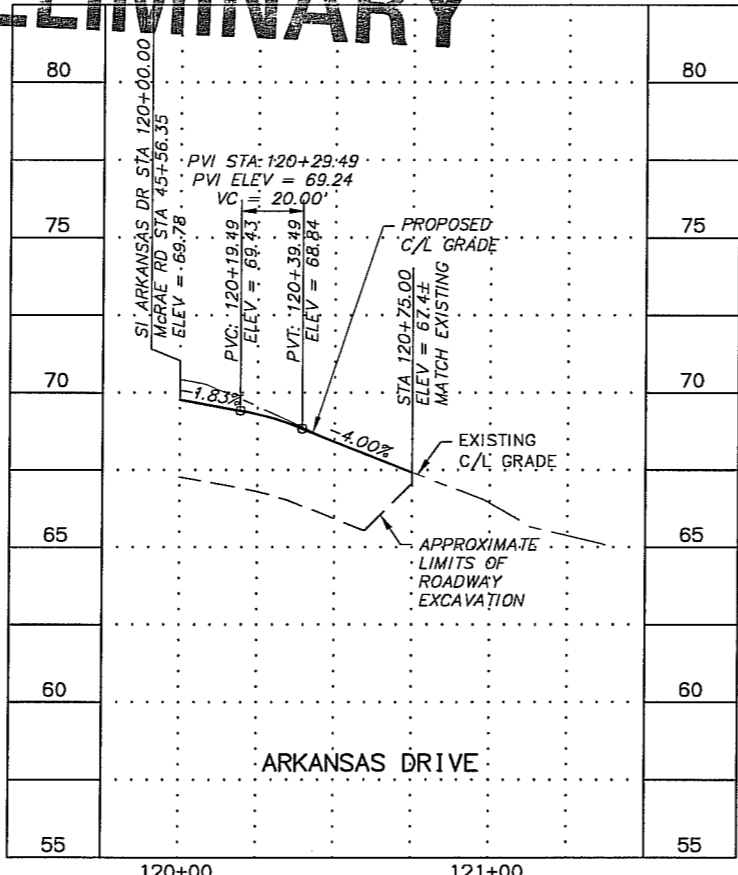 LIMINARY
80
80
SI ARKANSAS DR STA 120+00.00
McRAE RD STA 45+56.35
ELEV = 69.78
PVI STA: 120+29.49
PVI ELEV = 69.24
VC = 20.00'
PVC: 120+19.49
ELEV = 69.43
PVT: 120+39.49
ELEV = 68.84
75
75
PROPOSED
C/L GRADE
STA 120+75.00
ELEV = 67.4±
MATCH EXISTING
70
70
-1.83%
-4.00%
EXISTING
C/L GRADE
65
65
APPROXIMATE
LIMITS OF
ROADWAY
EXCAVATION
60
60
ARKANSAS DRIVE
55
55
120+00
121+00